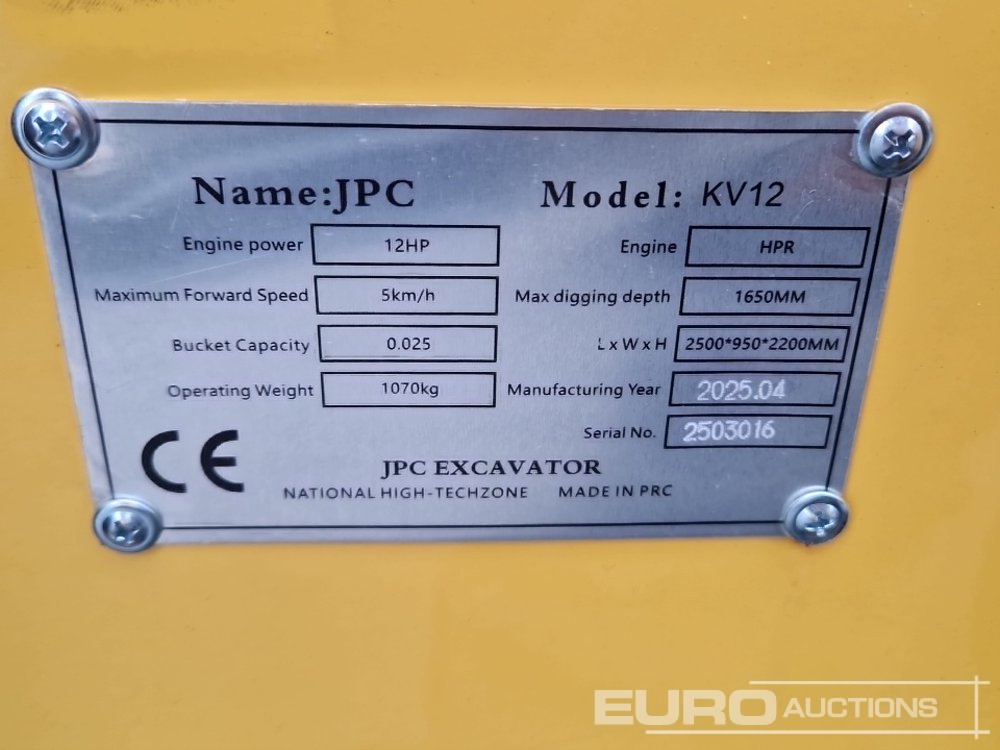 Name:JPC Model: KV12
Engine power 12HP Engine HPR
Maximum Forward Speed 5km/h Max digging depth 1650MM
Bucket Capacity 0.025 LxWxH 2500*950*2200MM
Operating Weight 1070kg Manufacturing Year 2025.04
Serial No. 2503016
CE
JPC EXCAVATOR
NATIONAL HIGH-TECHZONE MADE IN PRC
EURO AUCTIONS